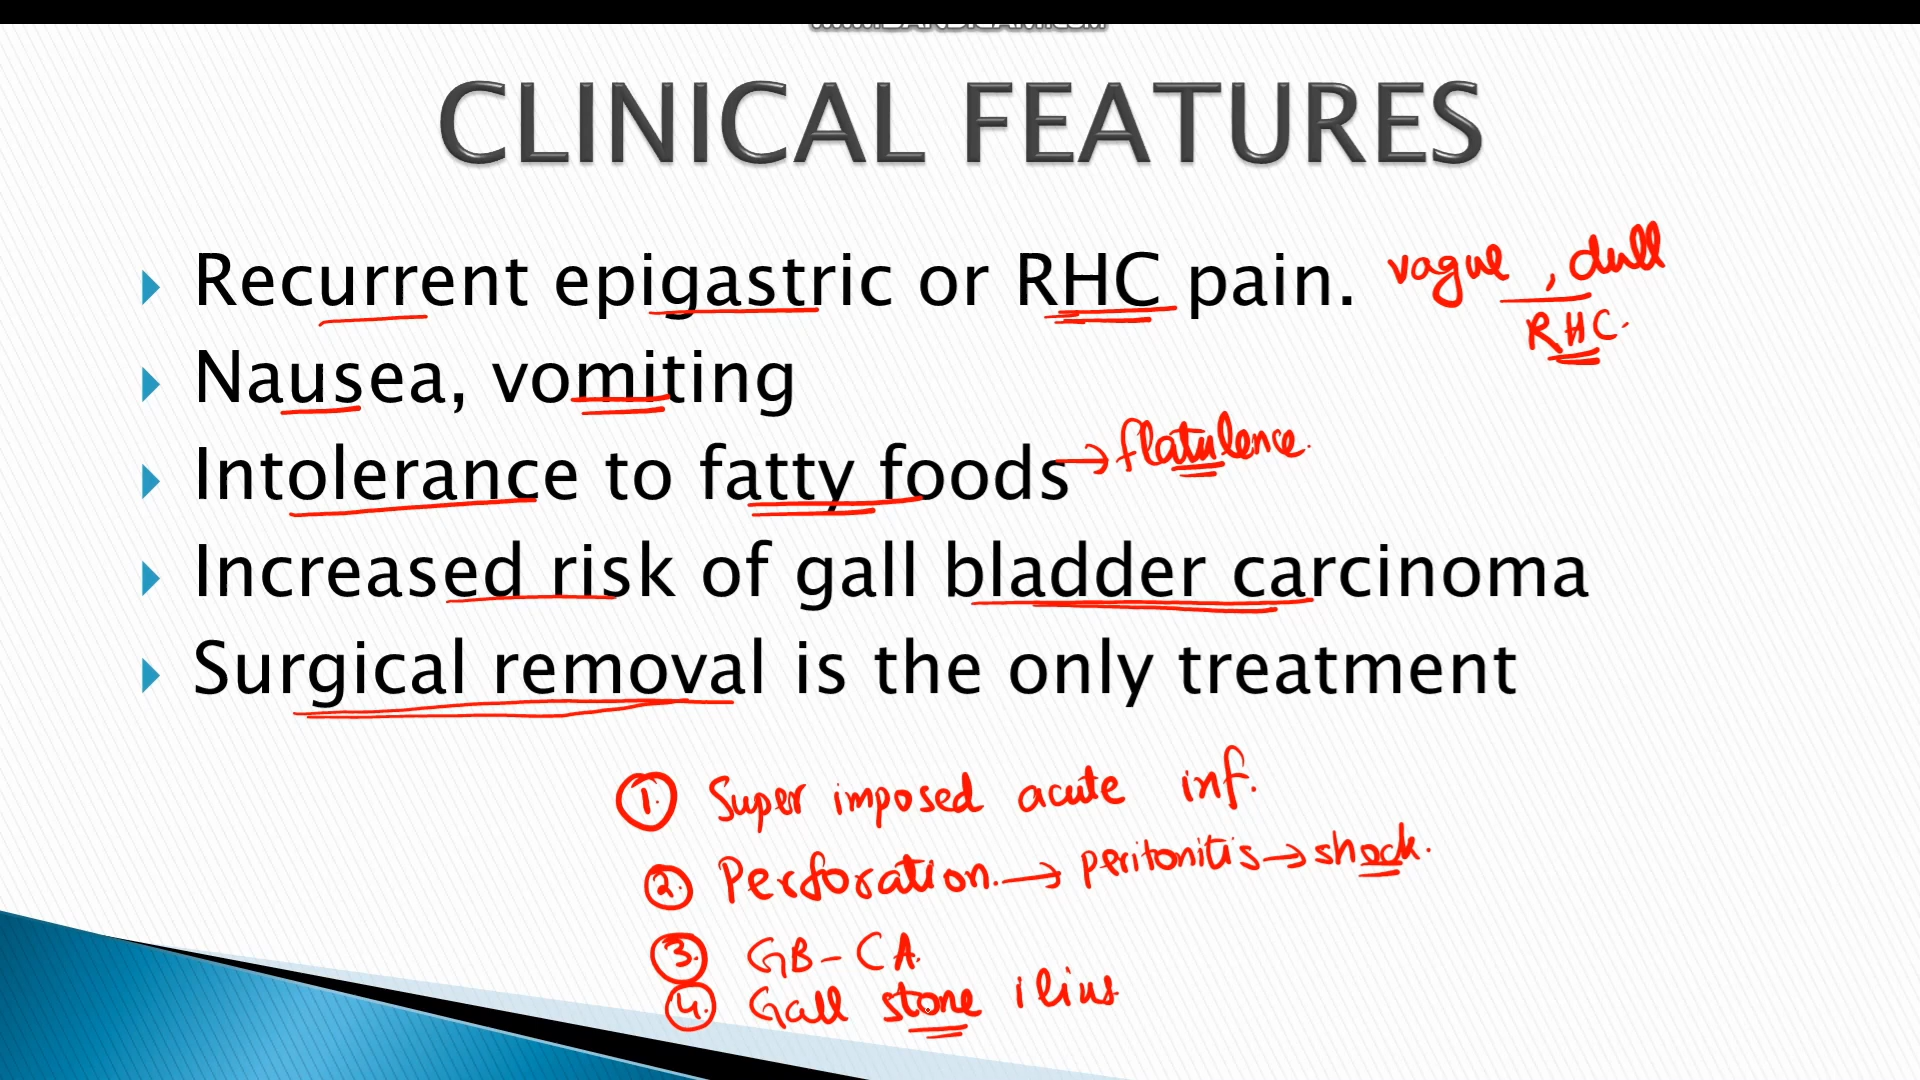 CLINICAL FEATURES
Recurrent epigastric or RHC pain. vague, dull
RHC.
Nausea, vomiting
Intolerance to fatty foods → flatulence.
Increased risk of gall bladder carcinoma
Surgical removal is the only treatment
1. Super imposed acute inf.
2. Perforation. → peritonitis → shock.
3. GB - CA.
4. Gall stone ilius